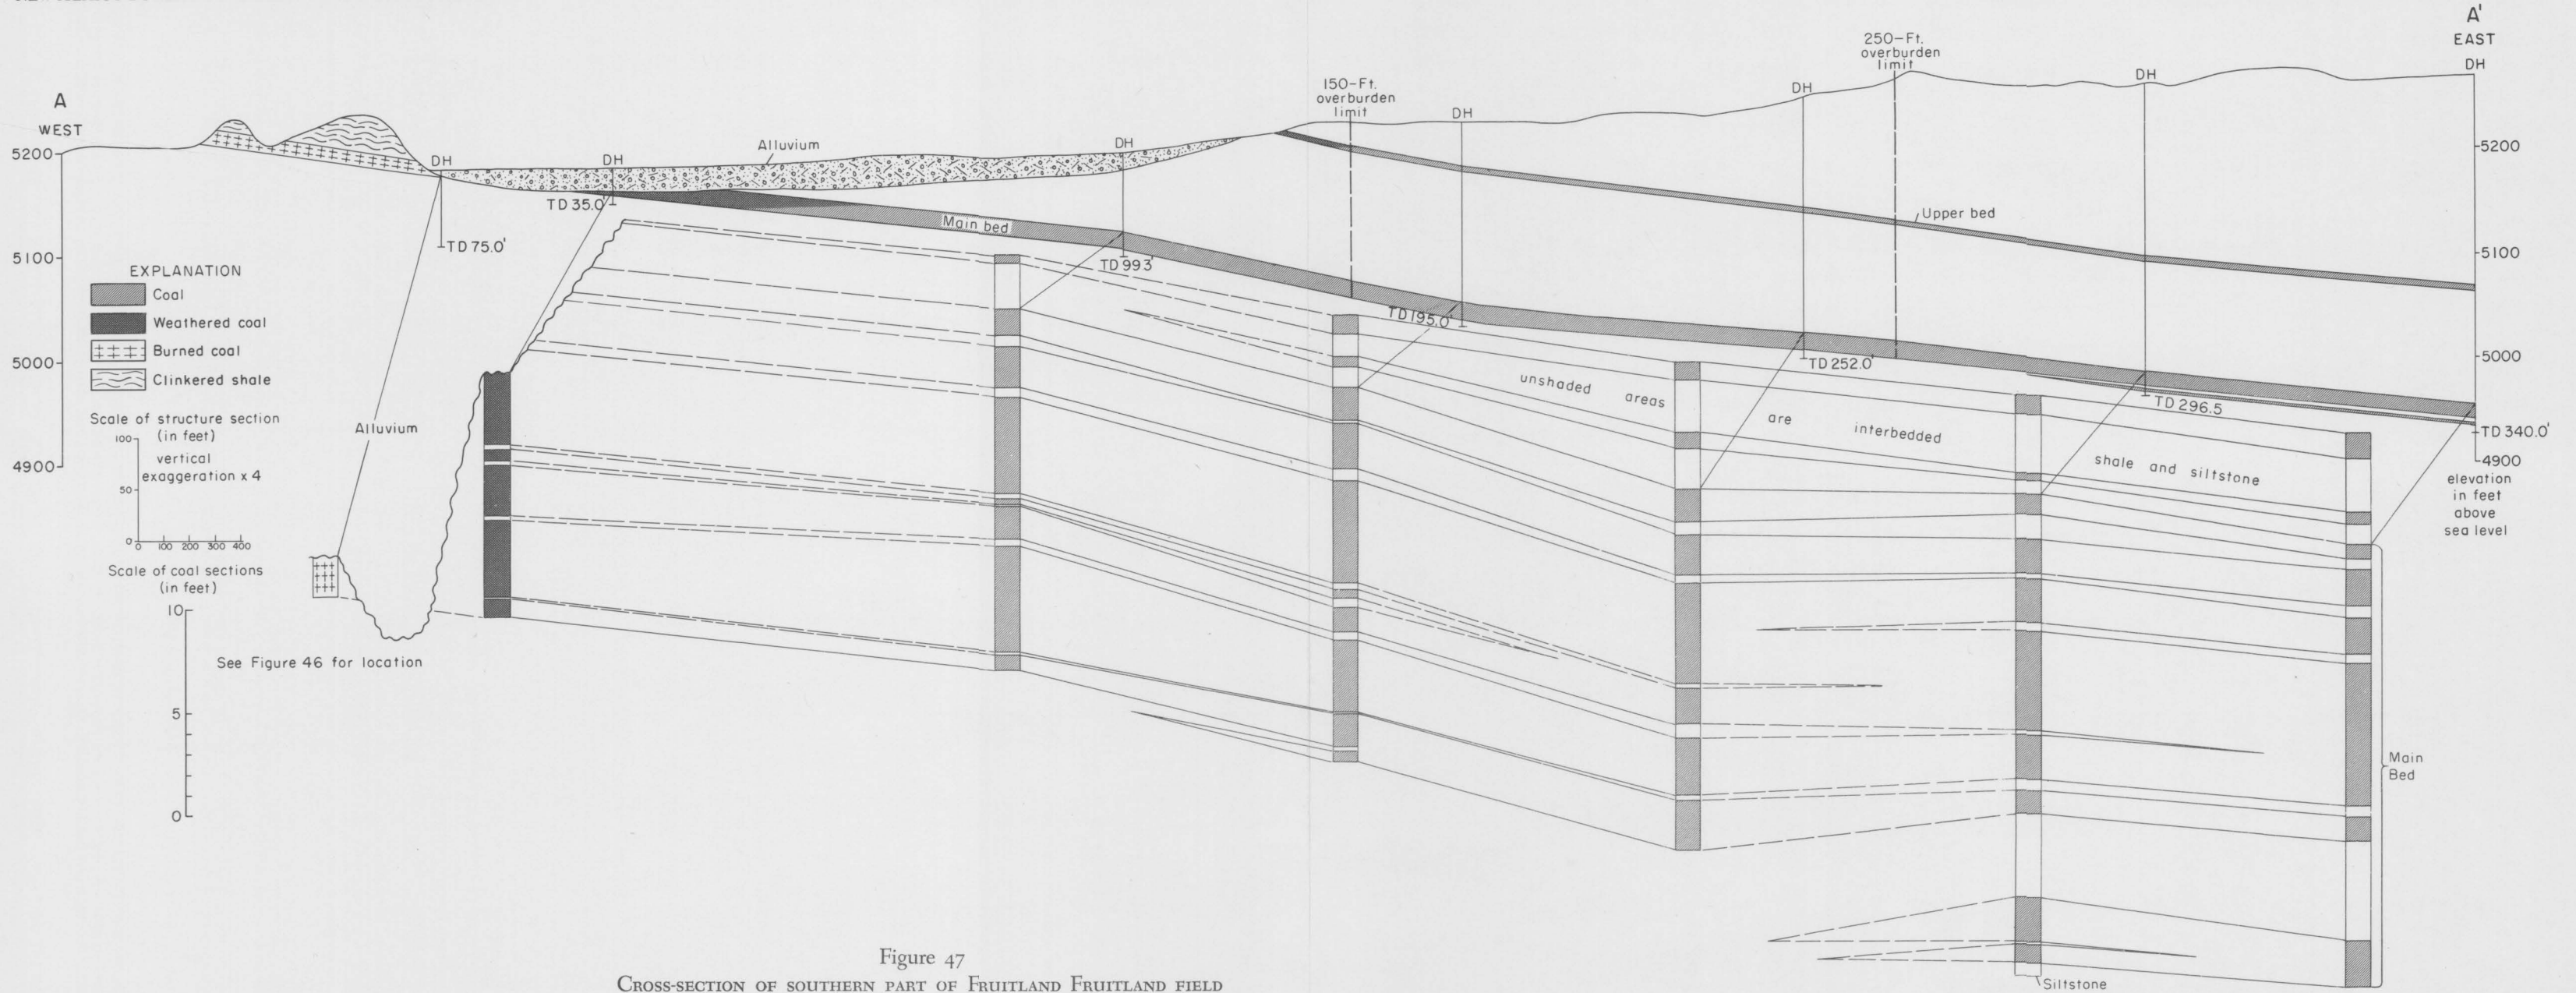 A
WEST
A'
EAST
DH
250-Ft.
overburden
limit
150-Ft.
overburden
limit
DH
DH
DH
DH
DH
DH
Alluvium
5200
5100
5000
4900
5200
5100
5000
4900
TD 75.0'
TD 35.0'
Main bed
TD 993'
TD 195.0'
TD 252.0'
Upper bed
TD 296.5
TD 340.0'
elevation
in feet
above
sea level
EXPLANATION
Coal
Weathered coal
Burned coal
Clinkered shale
Scale of structure section
(in feet)
100
vertical
exaggeration x 4
50
0
0 100 200 300 400
Scale of coal sections
(in feet)
10
5
0
Alluvium
See Figure 46 for location
unshaded areas
are interbedded
shale and siltstone
Main
Bed
Siltstone
Figure 47
CROSS-SECTION OF SOUTHERN PART OF FRUITLAND FRUITLAND FIELD